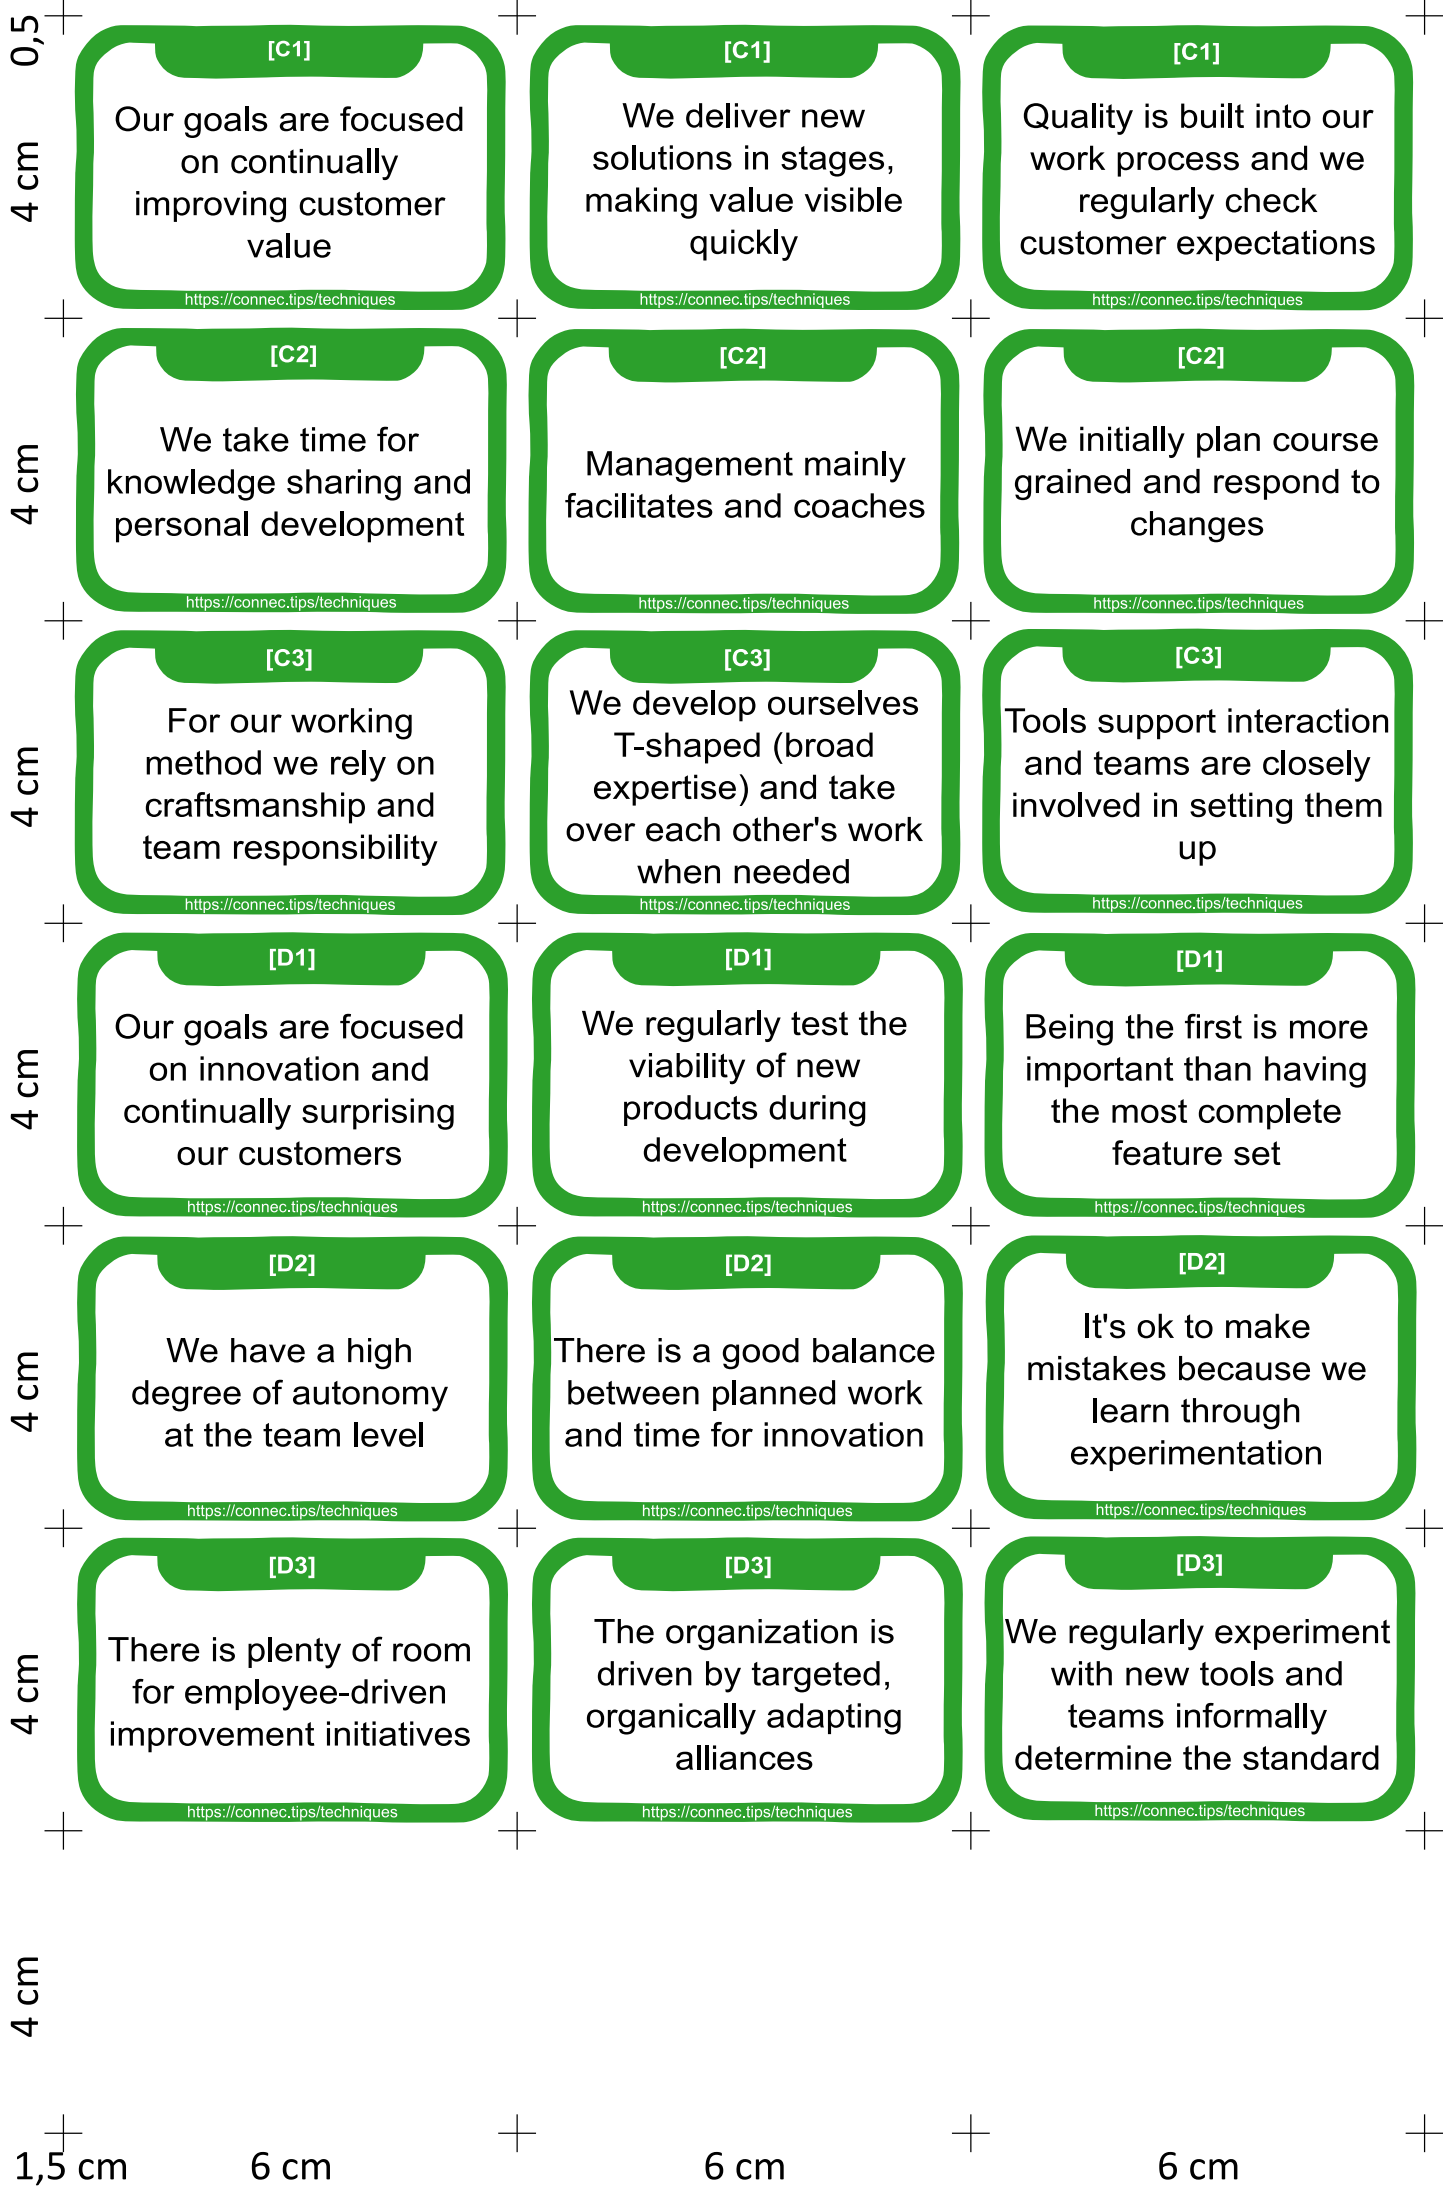 0,5
[C1]
Our goals are focused
on continually
improving customer
value
https://connec.tips/techniques
[C1]
We deliver new
solutions in stages,
making value visible
quickly
https://connec.tips/techniques
[C1]
Quality is built into our
work process and we
regularly check
customer expectations
https://connec.tips/techniques
4 cm
[C2]
We take time for
knowledge sharing and
personal development
https://connec.tips/techniques
[C2]
Management mainly
facilitates and coaches
https://connec.tips/techniques
[C2]
We initially plan course
grained and respond to
changes
https://connec.tips/techniques
4 cm
[C3]
For our working
method we rely on
craftsmanship and
team responsibility
https://connec.tips/techniques
[C3]
We develop ourselves
T-shaped (broad
expertise) and take
over each other's work
when needed
https://connec.tips/techniques
[C3]
Tools support interaction
and teams are closely
involved in setting them
up
https://connec.tips/techniques
4 cm
[D1]
Our goals are focused
on innovation and
continually surprising
our customers
https://connec.tips/techniques
[D1]
We regularly test the
viability of new
products during
development
https://connec.tips/techniques
[D1]
Being the first is more
important than having
the most complete
feature set
https://connec.tips/techniques
4 cm
[D2]
We have a high
degree of autonomy
at the team level
https://connec.tips/techniques
[D2]
There is a good balance
between planned work
and time for innovation
https://connec.tips/techniques
[D2]
It's ok to make
mistakes because we
learn through
experimentation
https://connec.tips/techniques
4 cm
[D3]
There is plenty of room
for employee-driven
improvement initiatives
https://connec.tips/techniques
[D3]
The organization is
driven by targeted,
organically adapting
alliances
https://connec.tips/techniques
[D3]
We regularly experiment
with new tools and
teams informally
determine the standard
https://connec.tips/techniques
4 cm
4 cm
1,5 cm
6 cm
6 cm
6 cm